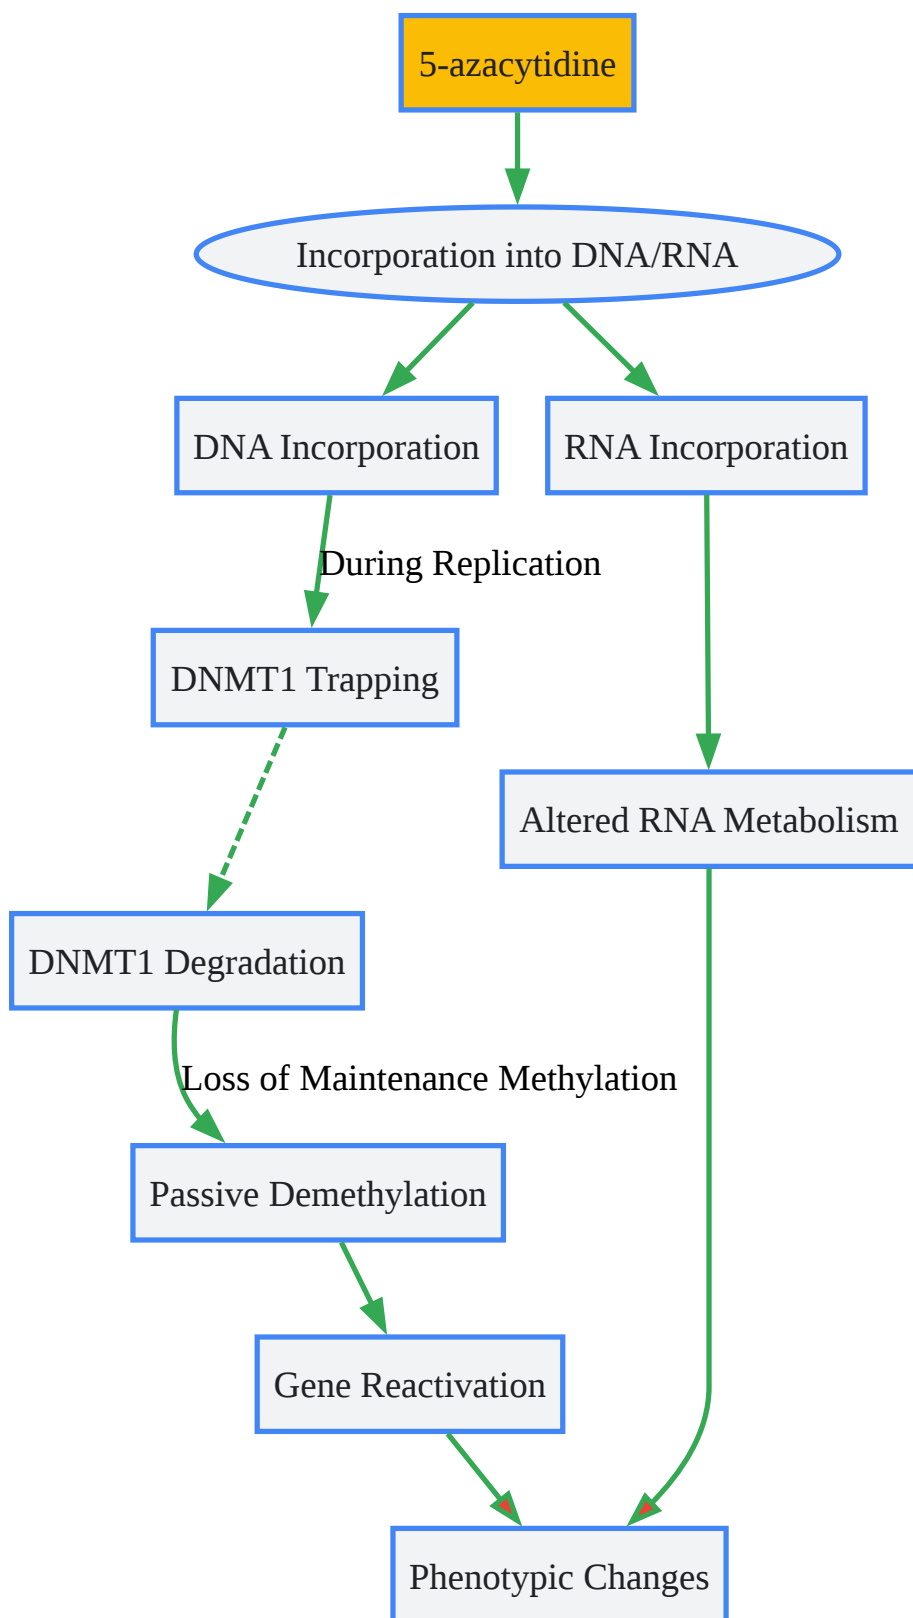 5-azacytidine
Incorporation into DNA/RNA
DNA Incorporation
RNA Incorporation
During Replication
DNMT1 Trapping
Altered RNA Metabolism
DNMT1 Degradation
Loss of Maintenance Methylation
Passive Demethylation
Gene Reactivation
Phenotypic Changes